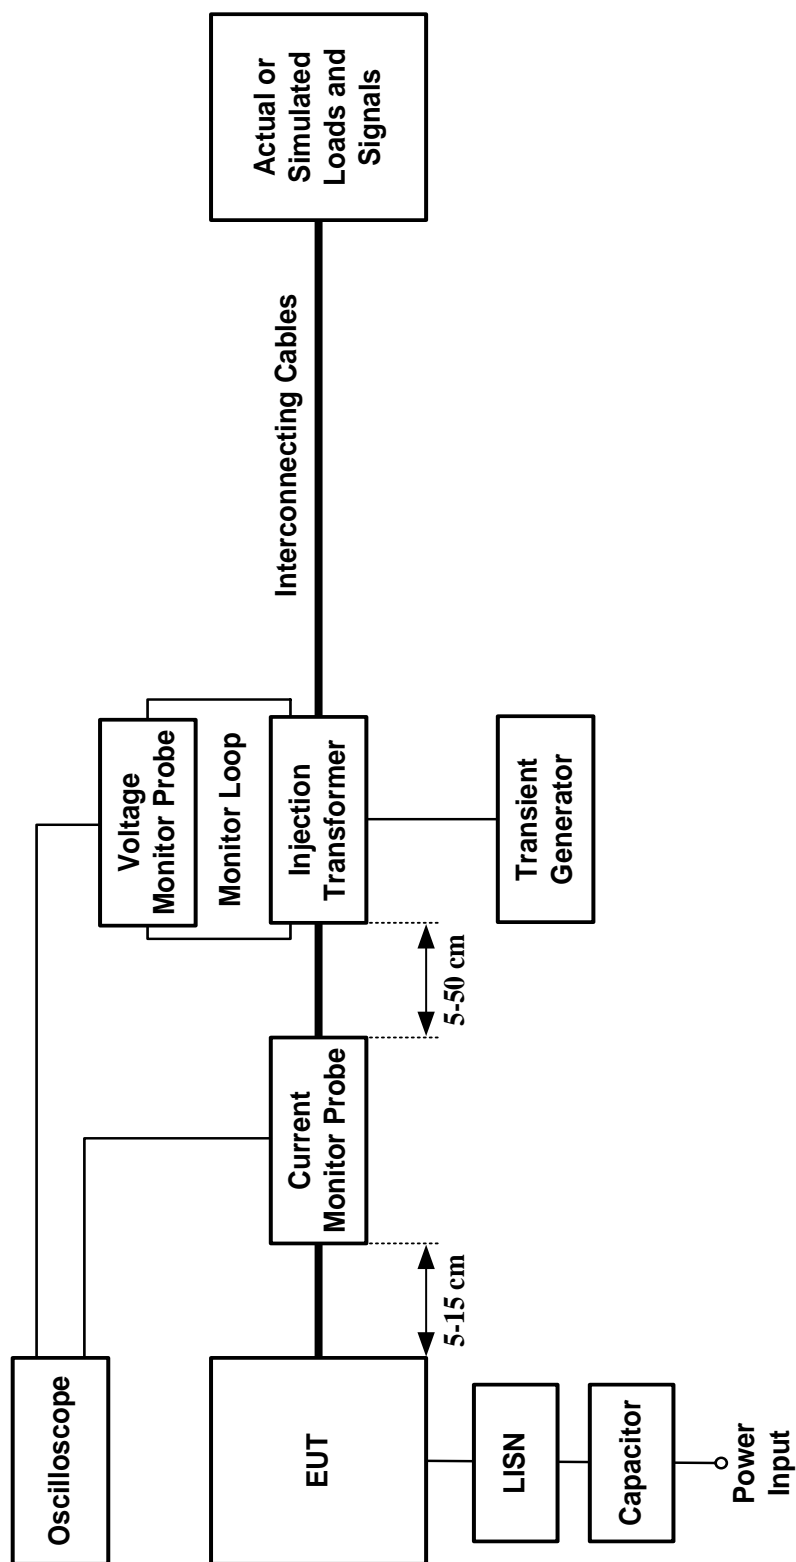 Oscilloscope
Voltage
Monitor Probe
Monitor Loop
EUT
5-15 cm
Current
Monitor Probe
5-50 cm
Injection
Transformer
Interconnecting Cables
Actual or
Simulated
Loads and
Signals
LISN
Capacitor
Power
Input
Transient
Generator